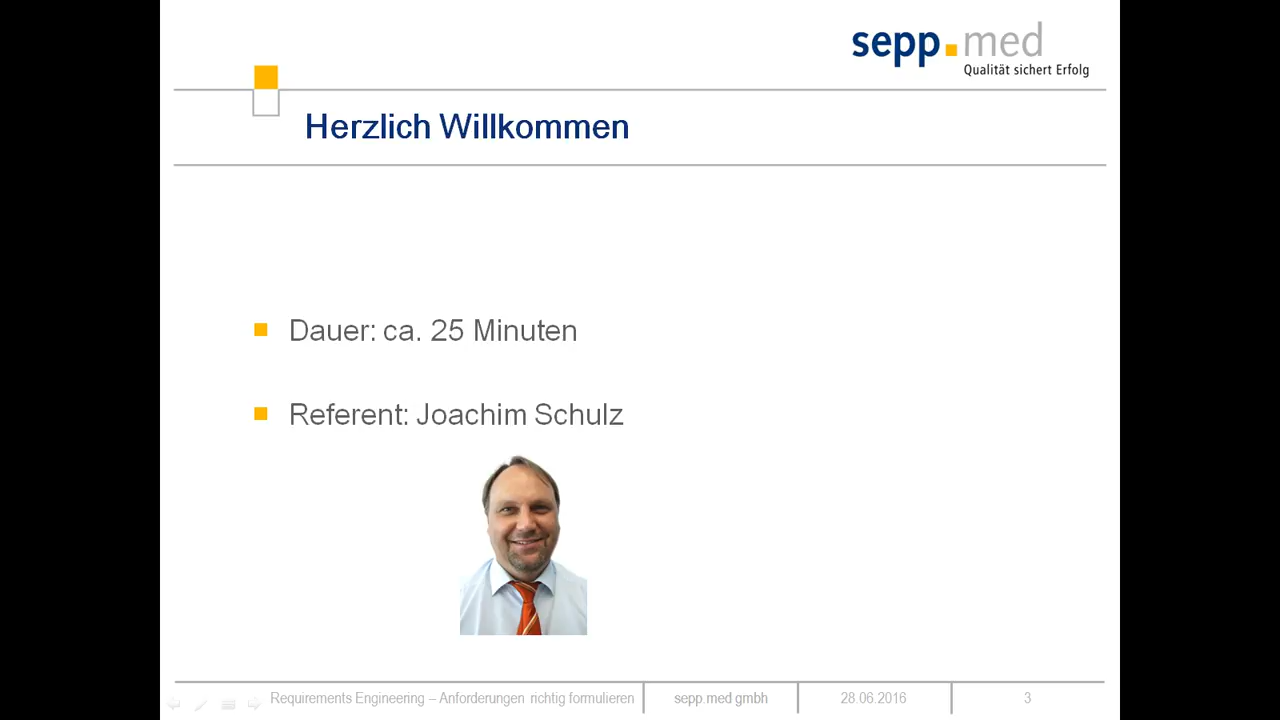 sepp.med
Qualität sichert Erfolg
Herzlich Willkommen
Dauer: ca. 25 Minuten
Referent: Joachim Schulz
Requirements Engineering – Anforderungen richtig formulieren
sepp.med gmbh
28.06.2016
3